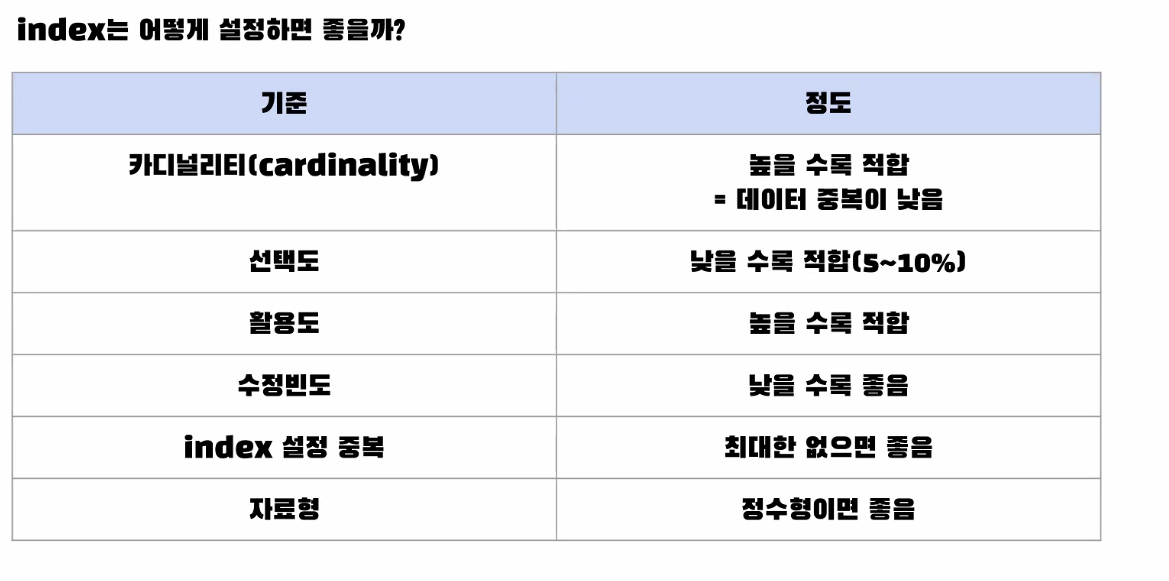 index는 어떻게 설정하면 좋을까?
기준 정도
카디널리티(cardinality) 높을 수록 적합
= 데이터 중복이 낮음
선택도 낮을 수록 적합(5~10%)
활용도 높을 수록 적합
수정빈도 낮을 수록 좋음
index 설정 중복 최대한 없으면 좋음
자료형 정수형이면 좋음